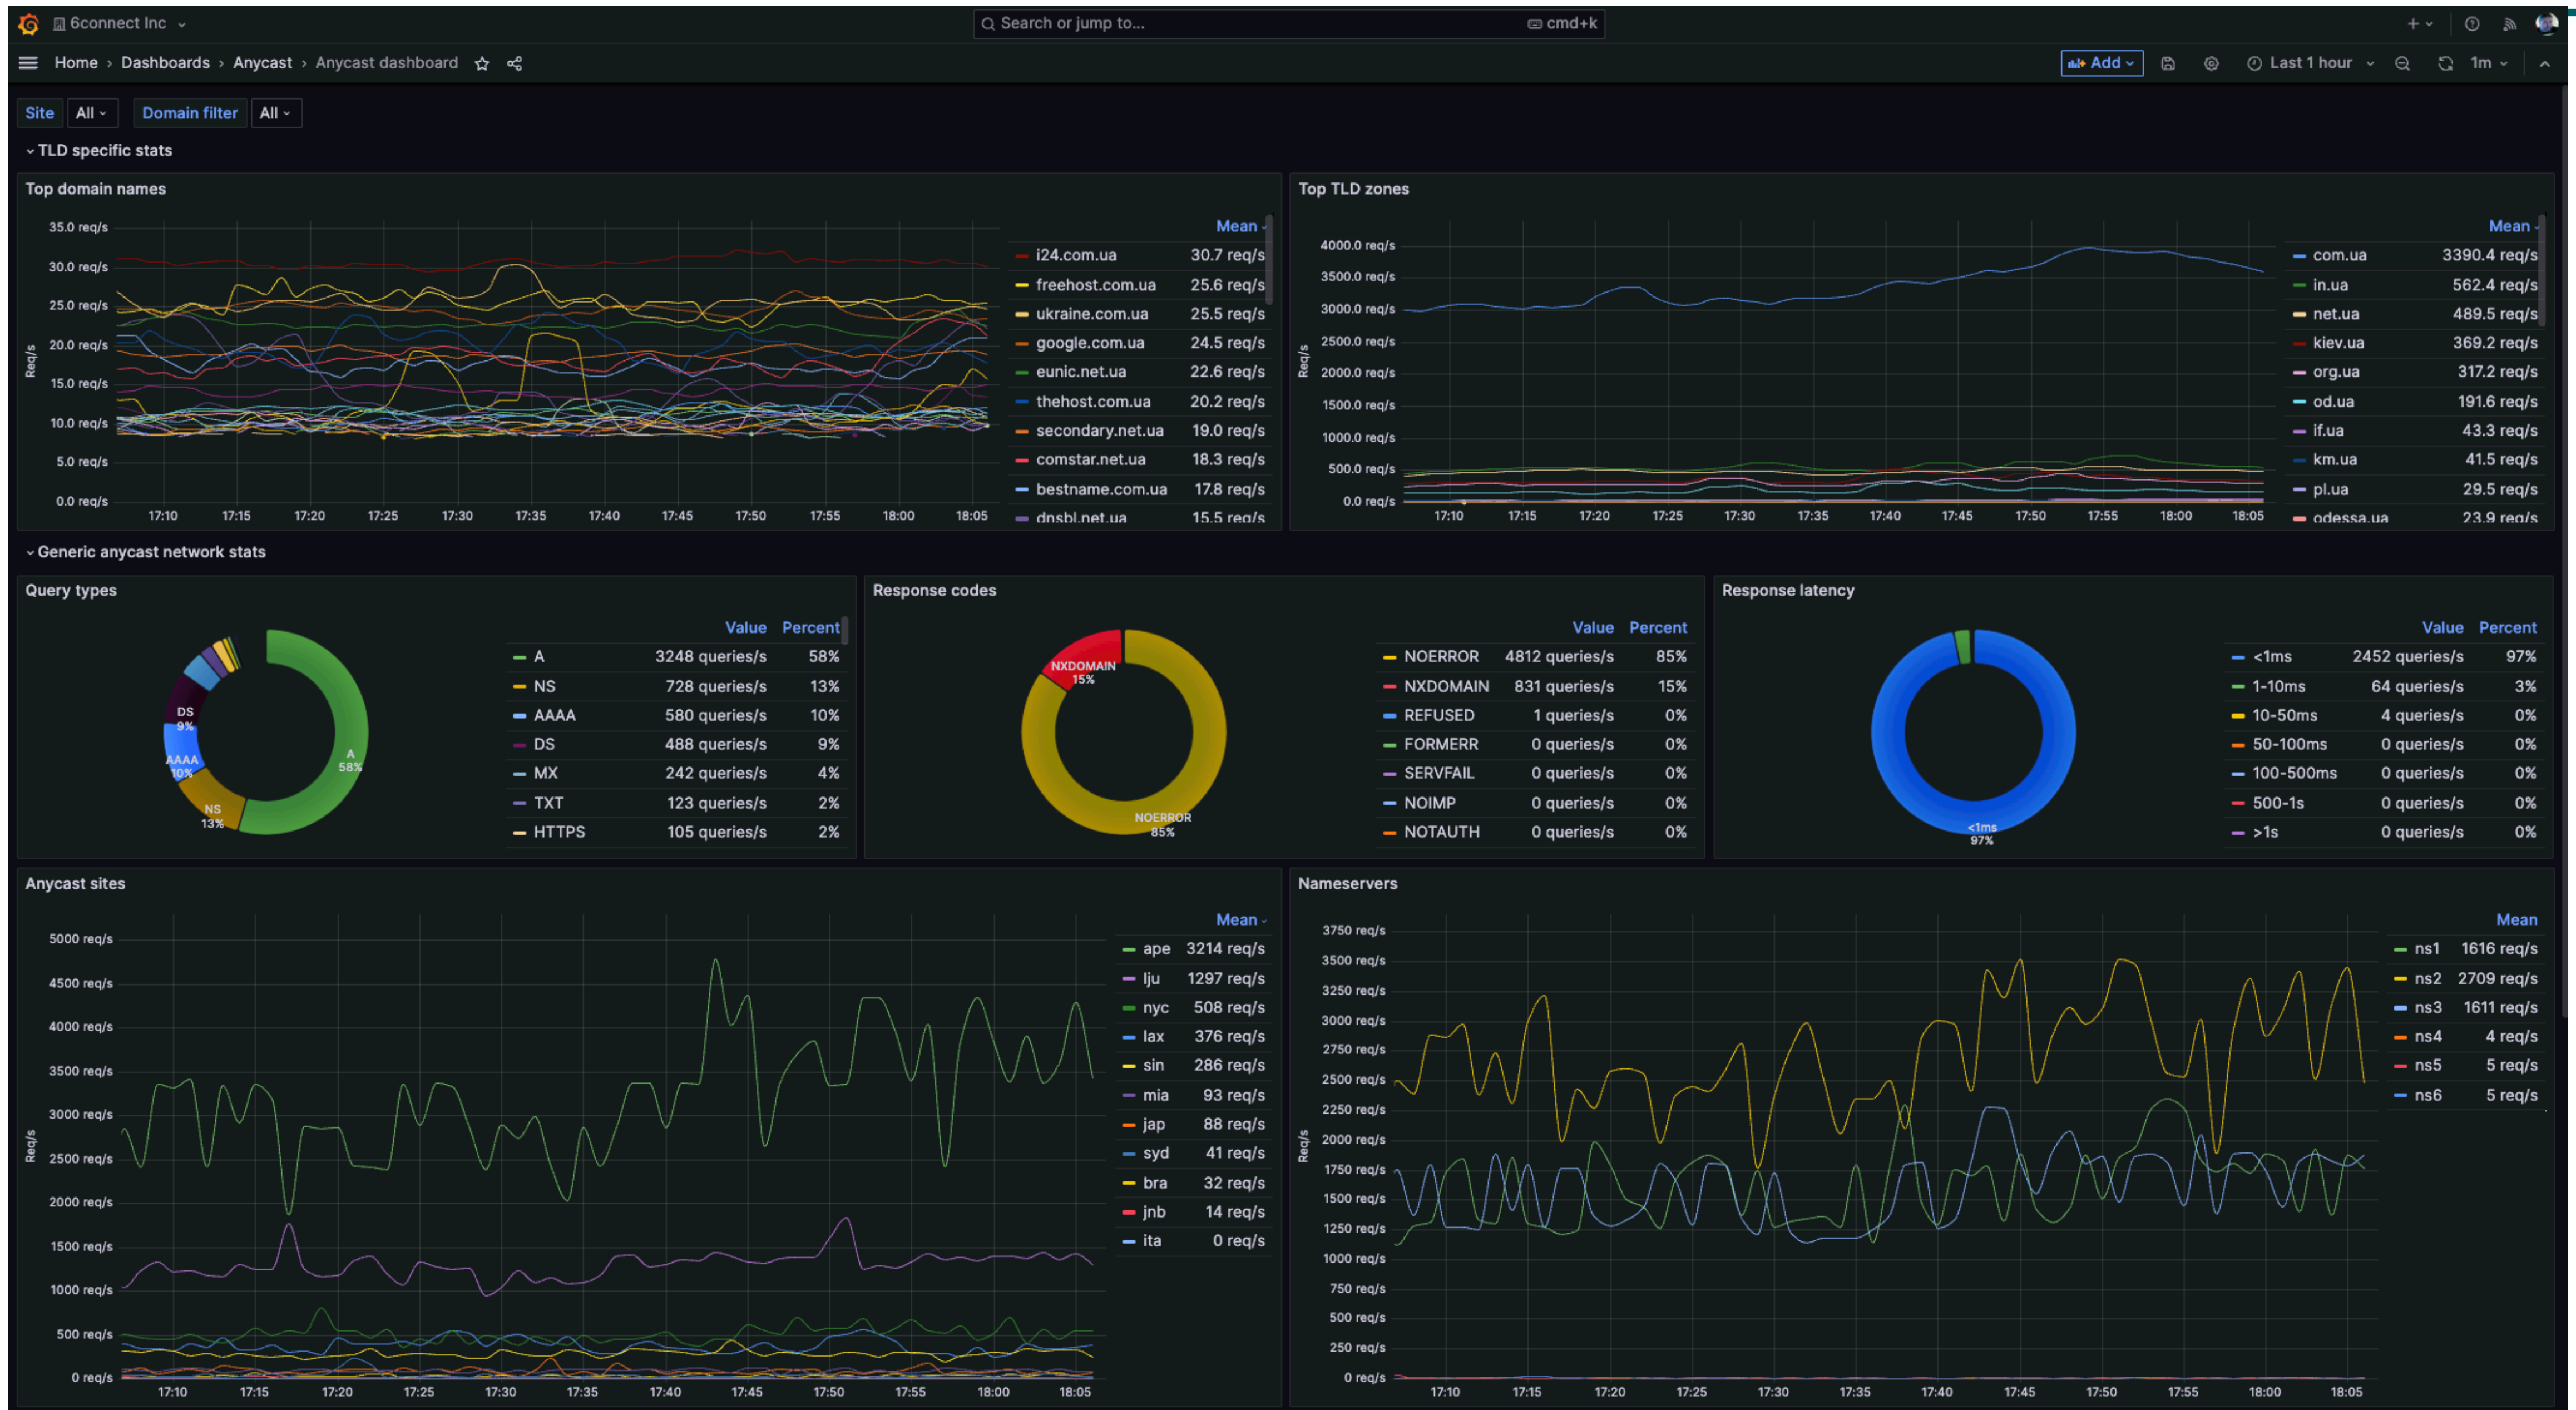 6connect Inc
Search or jump to... cmd+k
Home › Dashboards › Anycast › Anycast dashboard
Add Last 1 hour 1m
Site All Domain filter All
TLD specific stats
Top domain names
Req/s
35.0 req/s
30.0 req/s
25.0 req/s
20.0 req/s
15.0 req/s
10.0 req/s
5.0 req/s
0.0 req/s
17:10 17:15 17:20 17:25 17:30 17:35 17:40 17:45 17:50 17:55 18:00 18:05
Mean
i24.com.ua 30.7 req/s
freehost.com.ua 25.6 req/s
ukraine.com.ua 25.5 req/s
google.com.ua 24.5 req/s
eunic.net.ua 22.6 req/s
thehost.com.ua 20.2 req/s
secondary.net.ua 19.0 req/s
comstar.net.ua 18.3 req/s
bestname.com.ua 17.8 req/s
dnsbl.net.ua 15.5 req/s
Top TLD zones
Req/s
4000.0 req/s
3500.0 req/s
3000.0 req/s
2500.0 req/s
2000.0 req/s
1500.0 req/s
1000.0 req/s
500.0 req/s
0.0 req/s
17:10 17:15 17:20 17:25 17:30 17:35 17:40 17:45 17:50 17:55 18:00 18:05
Mean
com.ua 3390.4 req/s
in.ua 562.4 req/s
net.ua 489.5 req/s
kiev.ua 369.2 req/s
org.ua 317.2 req/s
od.ua 191.6 req/s
if.ua 43.3 req/s
km.ua 41.5 req/s
pl.ua 29.5 req/s
odessa.ua 23.9 req/s
Generic anycast network stats
Query types
DS
9%
AAAA
10%
NS
13%
A
58%
Value Percent
A 3248 queries/s 58%
NS 728 queries/s 13%
AAAA 580 queries/s 10%
DS 488 queries/s 9%
MX 242 queries/s 4%
TXT 123 queries/s 2%
HTTPS 105 queries/s 2%
Response codes
NXDOMAIN
15%
NOERROR
85%
Value Percent
NOERROR 4812 queries/s 85%
NXDOMAIN 831 queries/s 15%
REFUSED 1 queries/s 0%
FORMERR 0 queries/s 0%
SERVFAIL 0 queries/s 0%
NOIMP 0 queries/s 0%
NOTAUTH 0 queries/s 0%
Response latency
<1ms
97%
Value Percent
<1ms 2452 queries/s 97%
1-10ms 64 queries/s 3%
10-50ms 4 queries/s 0%
50-100ms 0 queries/s 0%
100-500ms 0 queries/s 0%
500-1s 0 queries/s 0%
>1s 0 queries/s 0%
Anycast sites
Req/s
5000 req/s
4500 req/s
4000 req/s
3500 req/s
3000 req/s
2500 req/s
2000 req/s
1500 req/s
1000 req/s
500 req/s
0 req/s
17:10 17:15 17:20 17:25 17:30 17:35 17:40 17:45 17:50 17:55 18:00 18:05
Mean
ape 3214 req/s
lju 1297 req/s
nyc 508 req/s
lax 376 req/s
sin 286 req/s
mia 93 req/s
jap 88 req/s
syd 41 req/s
bra 32 req/s
jnb 14 req/s
ita 0 req/s
Nameservers
Req/s
3750 req/s
3500 req/s
3250 req/s
3000 req/s
2750 req/s
2500 req/s
2250 req/s
2000 req/s
1750 req/s
1500 req/s
1250 req/s
1000 req/s
750 req/s
500 req/s
250 req/s
0 req/s
17:10 17:15 17:20 17:25 17:30 17:35 17:40 17:45 17:50 17:55 18:00 18:05
Mean
ns1 1616 req/s
ns2 2709 req/s
ns3 1611 req/s
ns4 4 req/s
ns5 5 req/s
ns6 5 req/s